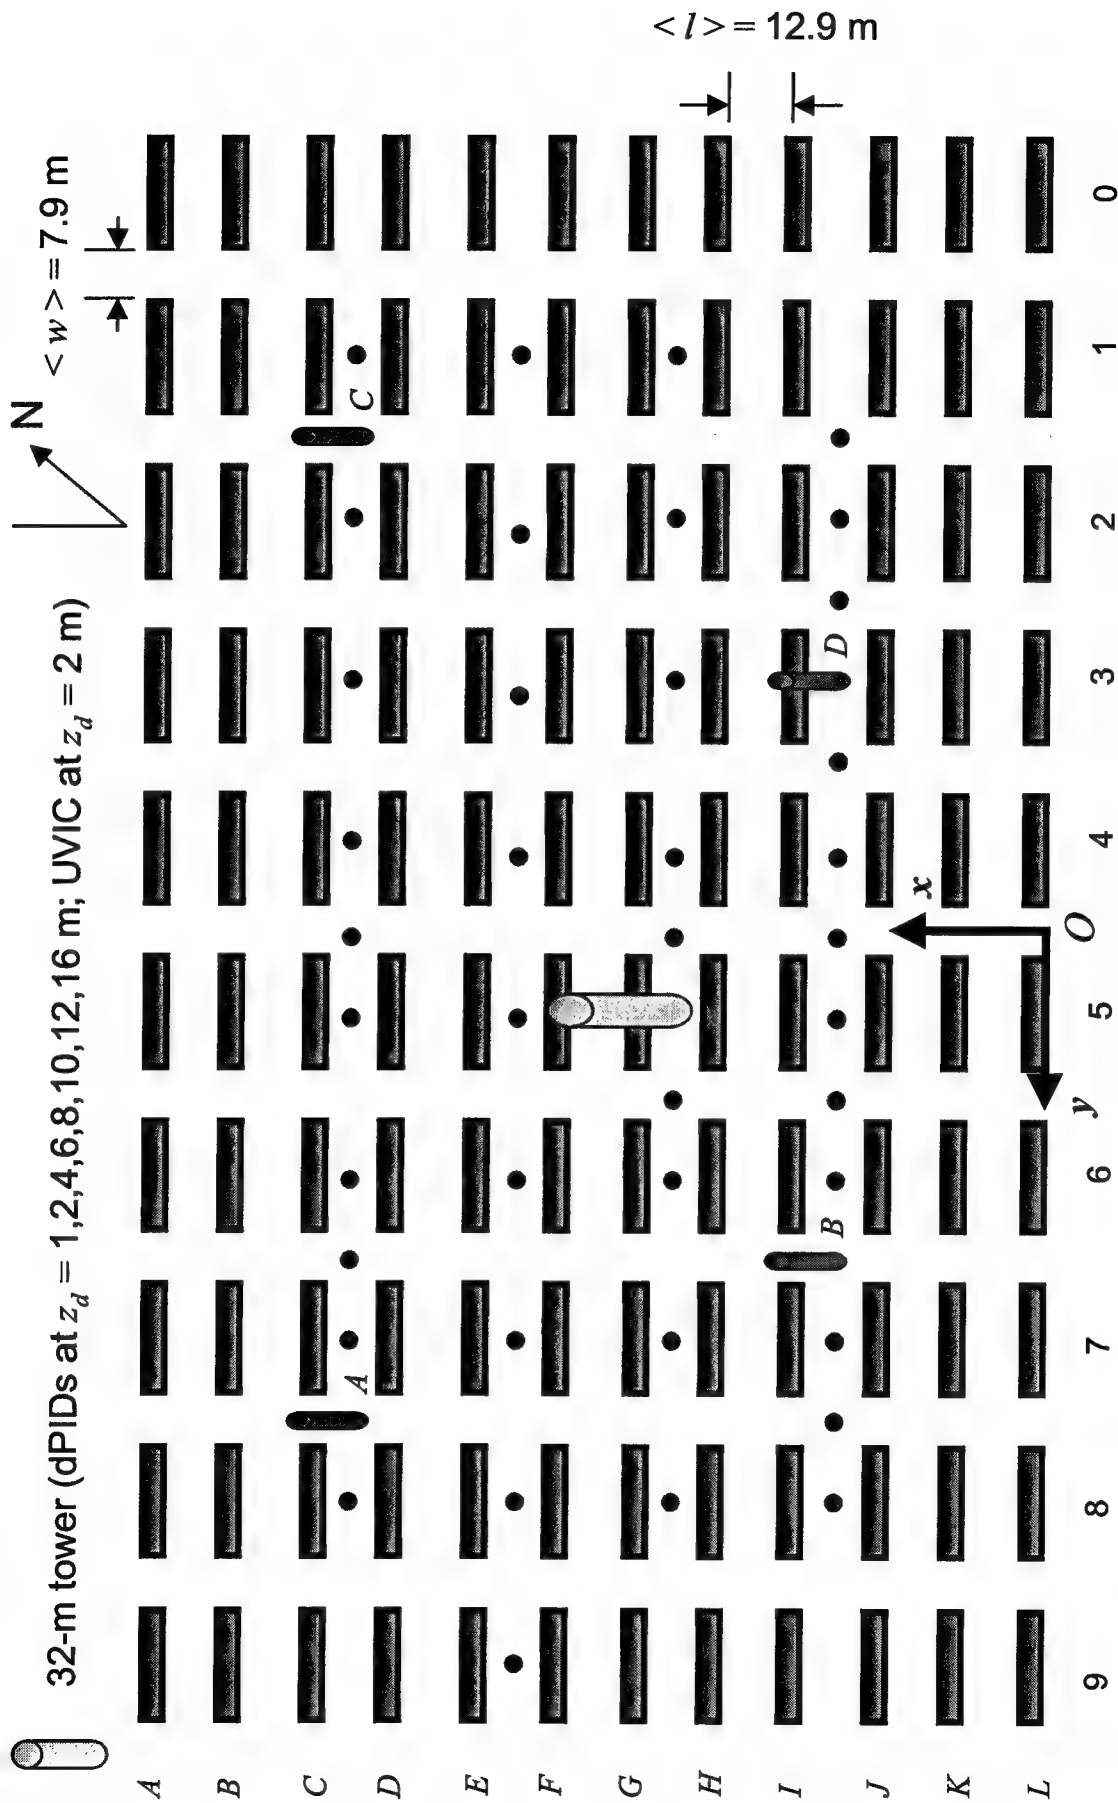 32-m tower (dPIDs at z_d = 1,2,4,6,8,10,12,16 m; UVIC at z_d = 2 m)
N
< w > = 7.9 m
< l > = 12.9 m
A
B
C
D
E
F
G
H
I
J
K
L
A
C
B
D
x
y
O
9 8 7 6 5 4 3 2 1 0